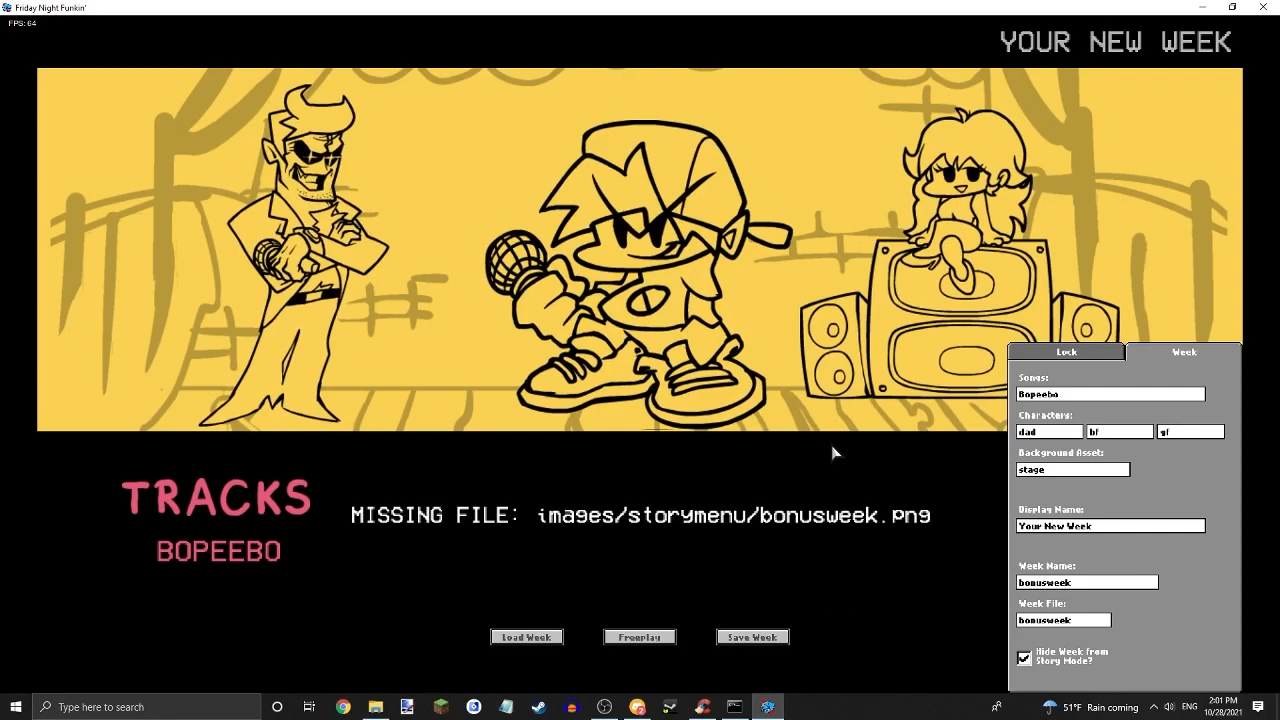 Friday Night Funkin'
FPS: 64
YOUR NEW WEEK
Lock
Week
Songs:
Bopeebo
Characters:
dad
bf
gf
Background Asset:
stage
TRACKS
BOPEEBO
MISSING FILE: images/storymenu/bonusweek.png
Display Name:
Your New Week
Week Name:
bonusweek
Week File:
bonusweek
Hide Week from
Story Mode?
Load Week
Freeplay
Save Week
Type here to search
51°F Rain coming
ENG
2:01 PM
10/28/2021